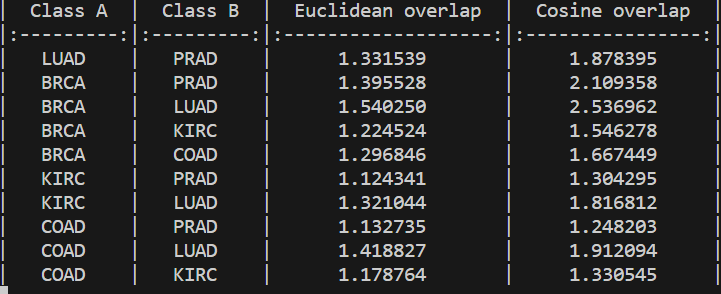 | Class A | Class B | Euclidean overlap | Cosine overlap |
|:---------:|:---------:|:-------------------:|:----------------:|
| LUAD | PRAD | 1.331539 | 1.878395 |
| BRCA | PRAD | 1.395528 | 2.109358 |
| BRCA | LUAD | 1.540250 | 2.536962 |
| BRCA | KIRC | 1.224524 | 1.546278 |
| BRCA | COAD | 1.296846 | 1.667449 |
| KIRC | PRAD | 1.124341 | 1.304295 |
| KIRC | LUAD | 1.321044 | 1.816812 |
| COAD | PRAD | 1.132735 | 1.248203 |
| COAD | LUAD | 1.418827 | 1.912094 |
| COAD | KIRC | 1.178764 | 1.330545 |